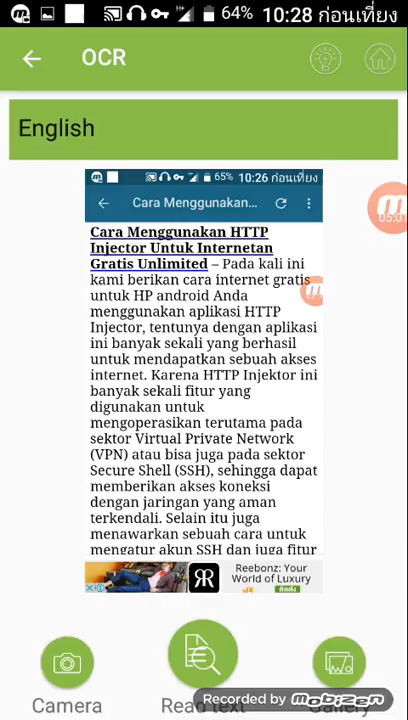 64% 10:28 ก่อนเที่ยง
OCR
English
05:01
65% 10:26 ก่อนเที่ยง
Cara Menggunakan...
Cara Menggunakan HTTP
Injector Untuk Internetan
Gratis Unlimited – Pada kali ini
kami berikan cara internet gratis
untuk HP android Anda
menggunakan aplikasi HTTP
Injector, tentunya dengan aplikasi
ini banyak sekali yang berhasil
untuk mendapatkan sebuah akses
internet. Karena HTTP Injektor ini
banyak sekali fitur yang
digunakan untuk
mengoperasikan terutama pada
sektor Virtual Private Network
(VPN) atau bisa juga pada sektor
Secure Shell (SSH), sehingga dapat
memberikan akses koneksi
dengan jaringan yang aman
terkendali. Selain itu juga
menawarkan sebuah cara untuk
mengatur akun SSH dan juga fitur
Reebonz: Your
World of Luxury
Camera
Read text
Recorded by mobizen